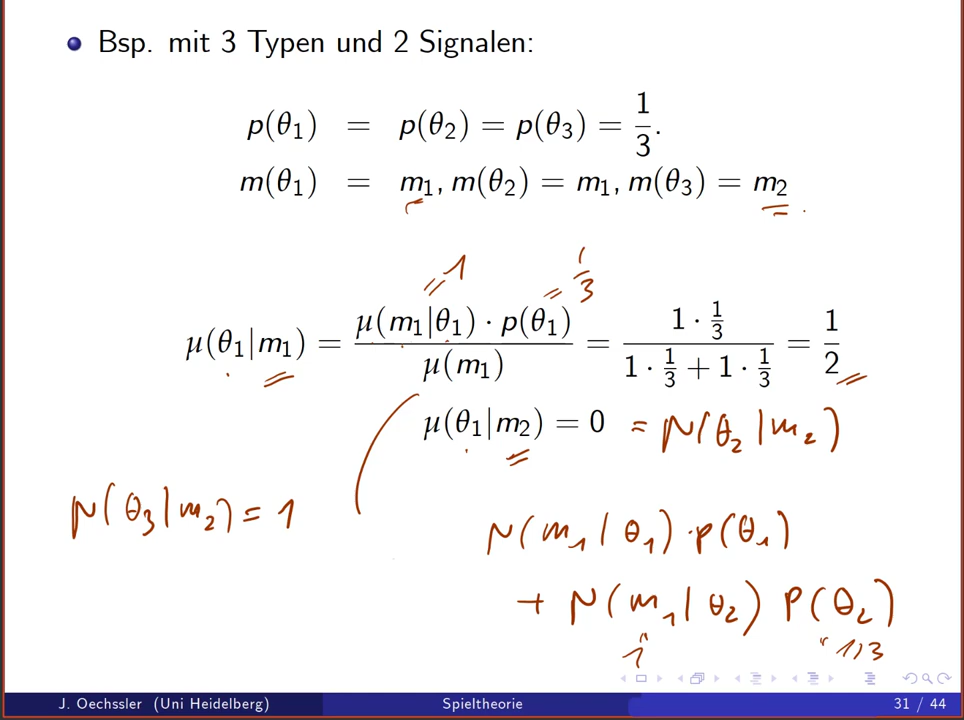 Bsp. mit 3 Typen und 2 Signalen:
p(θ₁) = p(θ₂) = p(θ₃) = 1/3.
m(θ₁) = m₁, m(θ₂) = m₁, m(θ₃) = m₂
= 1 = 1/3
μ(θ₁|m₁) = μ(m₁|θ₁) · p(θ₁) / μ(m₁) = 1 · 1/3 / (1 · 1/3 + 1 · 1/3) = 1/2
μ(θ₁|m₂) = 0 = μ(θ₂|m₂)
μ(θ₃|m₂) = 1
μ(m₁|θ₁) · p(θ₁)
+ μ(m₁|θ₂) P(θ₂)
" 1 " 1/3
J. Oechssler (Uni Heidelberg) Spieltheorie 31 / 44